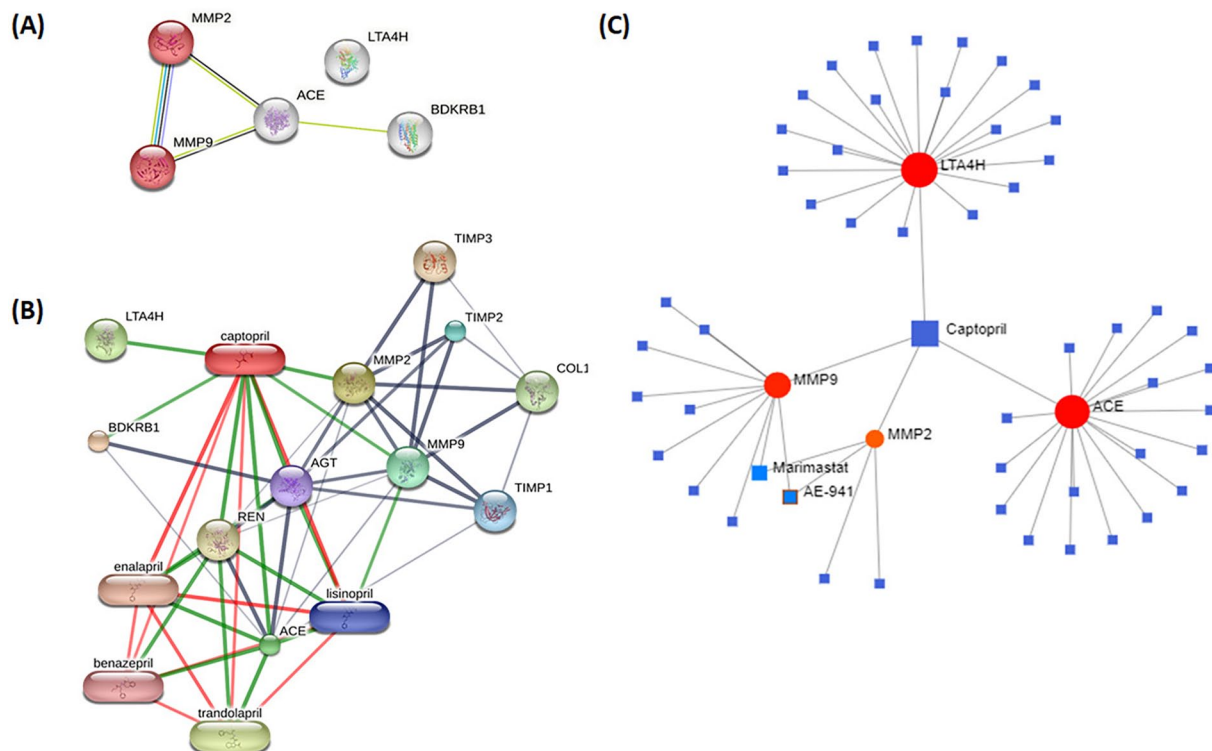 (A)
MMP2
LTA4H
ACE
BDKRB1
MMP9
(B)
TIMP3
LTA4H
captopril
TIMP2
MMP2
COL1
BDKRB1
MMP9
AGT
TIMP1
REN
enalapril
lisinopril
ACE
benazepril
trandolapril
(C)
LTA4H
Captopril
MMP9
ACE
MMP2
Marimastat
AE-941